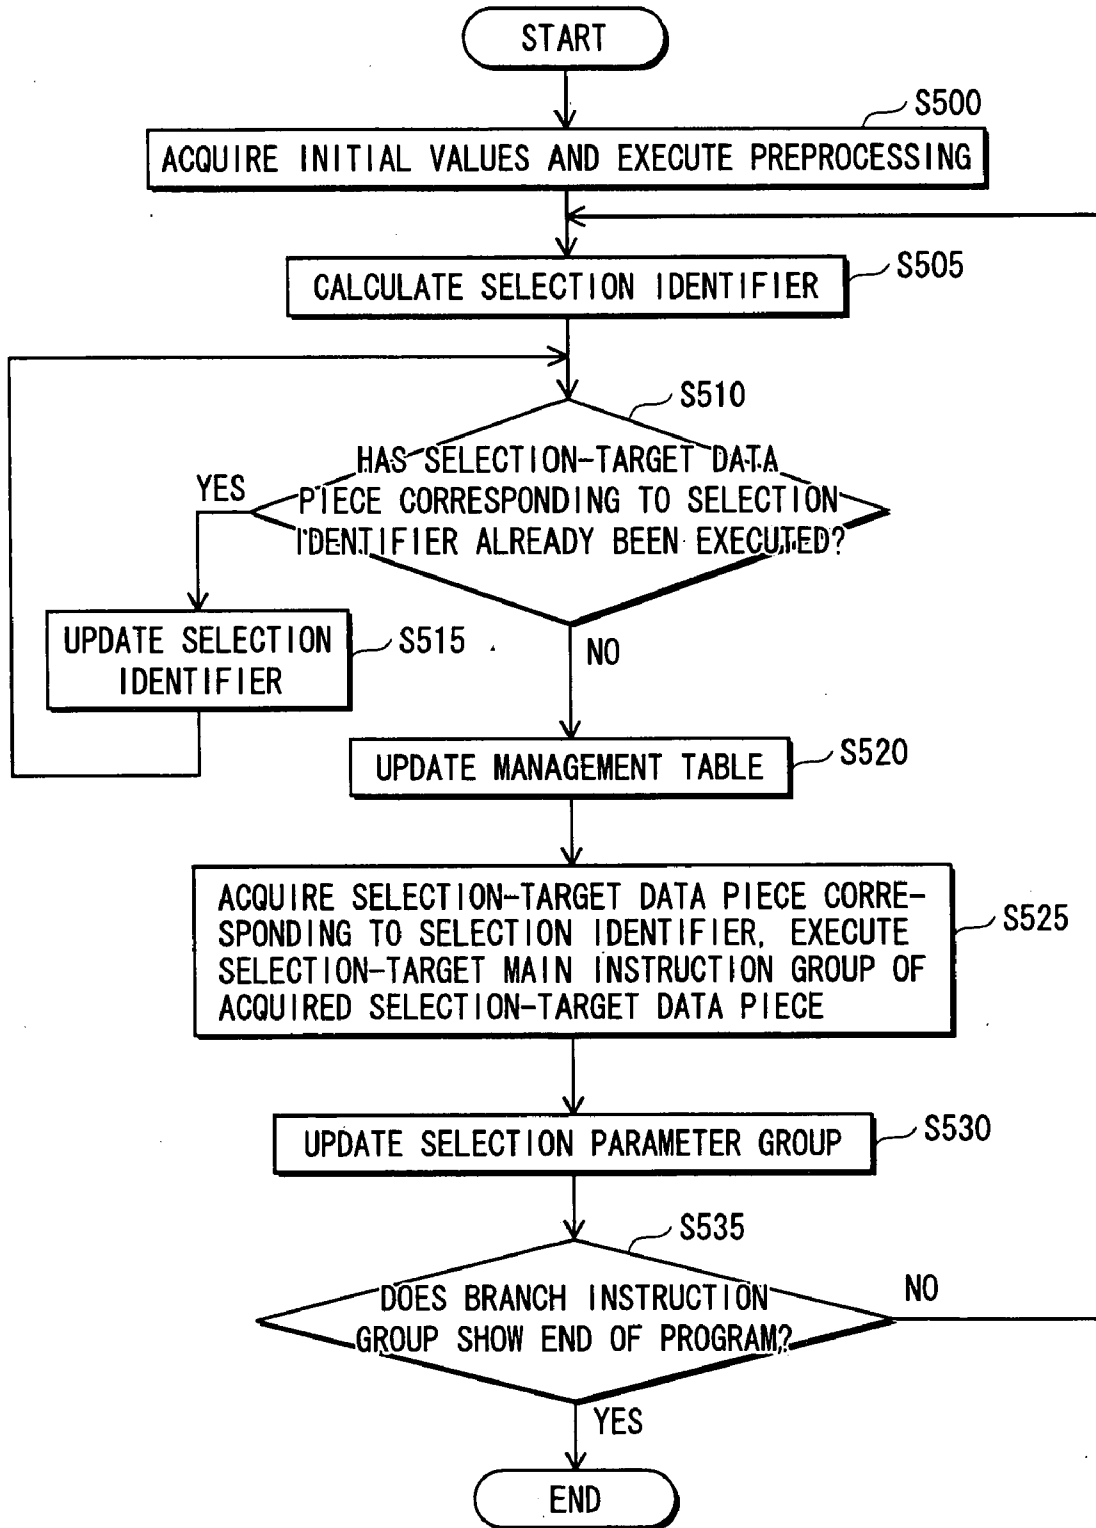 START
S500
ACQUIRE INITIAL VALUES AND EXECUTE PREPROCESSING
S505
CALCULATE SELECTION IDENTIFIER
S510
HAS SELECTION-TARGET DATA
PIECE CORRESPONDING TO SELECTION
IDENTIFIER ALREADY BEEN EXECUTED?
YES
UPDATE SELECTION
IDENTIFIER
S515
NO
UPDATE MANAGEMENT TABLE
S520
ACQUIRE SELECTION-TARGET DATA PIECE CORRE-
SPONDING TO SELECTION IDENTIFIER, EXECUTE
SELECTION-TARGET MAIN INSTRUCTION GROUP OF
ACQUIRED SELECTION-TARGET DATA PIECE
S525
UPDATE SELECTION PARAMETER GROUP
S530
S535
DOES BRANCH INSTRUCTION
GROUP SHOW END OF PROGRAM?
NO
YES
END